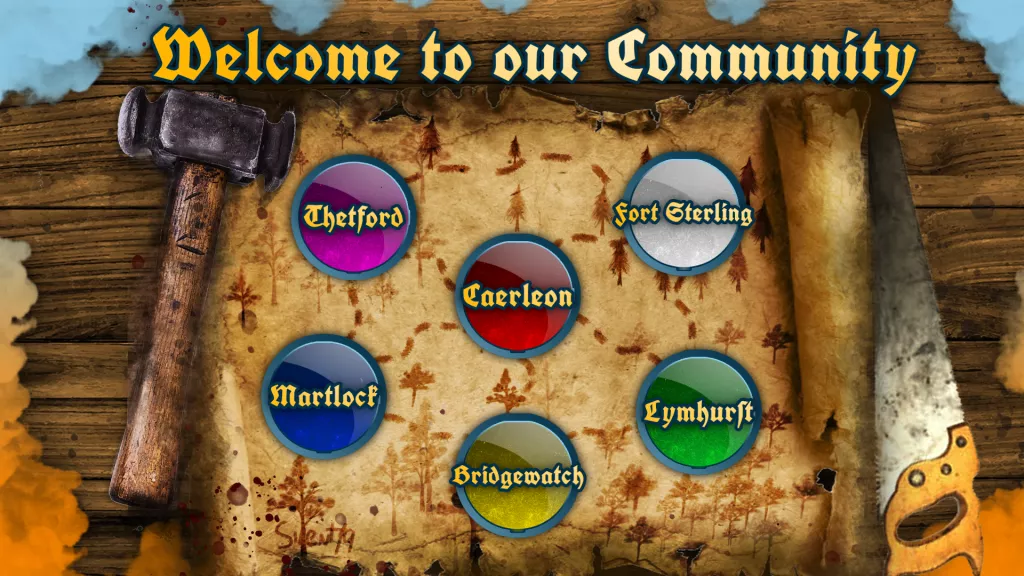 Welcome to our Community
Thetford
Fort Sterling
Caerleon
Martlock
Lymhurst
Bridgewatch